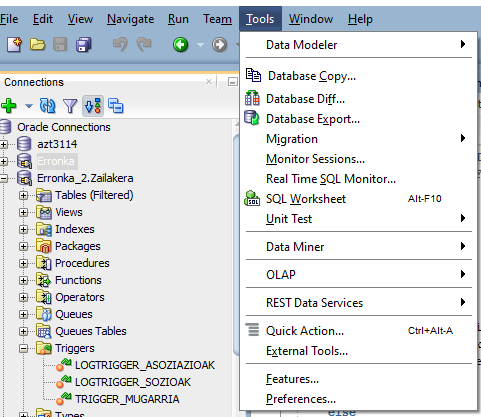 File Edit View Navigate Run Team Tools Window Help
Connections
Oracle Connections
azt3114
Erronka
Erronka_2.Zailakera
Tables (Filtered)
Views
Indexes
Packages
Procedures
Functions
Operators
Queues
Queues Tables
Triggers
LOGTRIGGER_ASOZIAZIOAK
LOGTRIGGER_SOZIOAK
TRIGGER_MUGARRIA
Types
Data Modeler
Database Copy...
Database Diff...
Database Export...
Migration
Monitor Sessions...
Real Time SQL Monitor...
SQL Worksheet Alt-F10
Unit Test
Data Miner
OLAP
REST Data Services
Quick Action... Ctrl+Alt-A
External Tools...
Features...
Preferences...
else